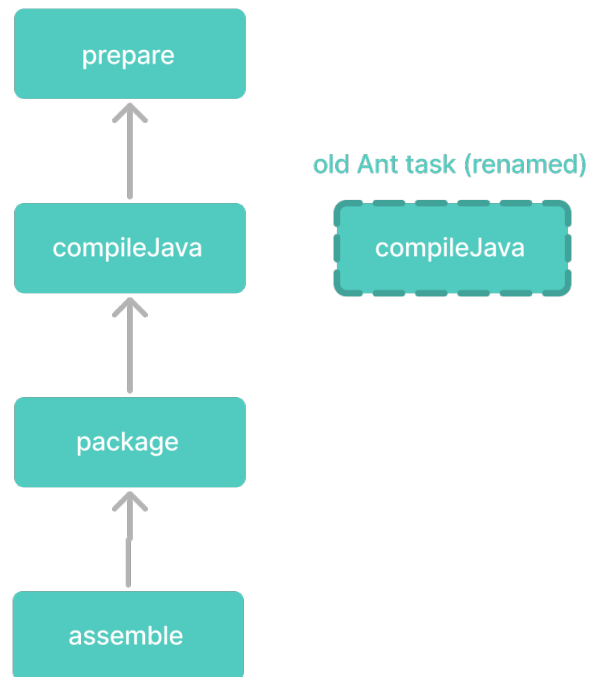 prepare
old Ant task (renamed)
compileJava
compileJava
package
assemble